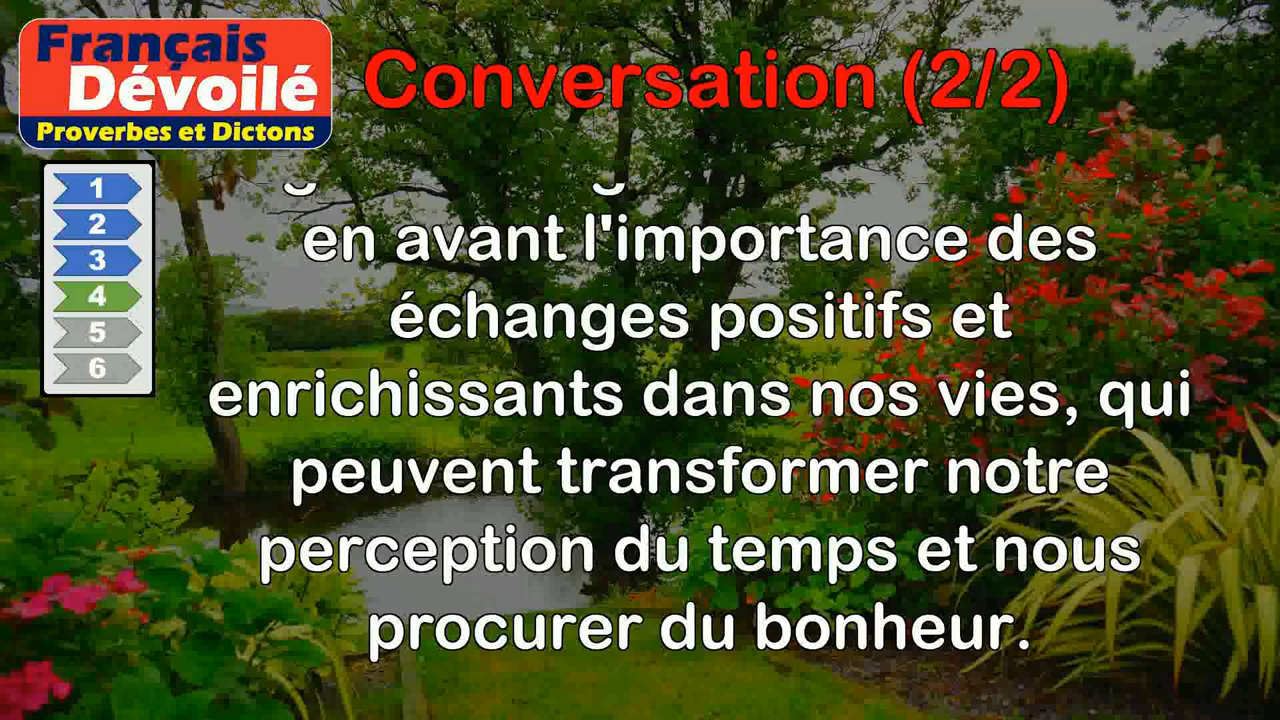 Français
Dévoilé
Proverbes et Dictons
Conversation (2/2)
1
2
3
4
5
6
en avant l'importance des
échanges positifs et
enrichissants dans nos vies, qui
peuvent transformer notre
perception du temps et nous
procurer du bonheur.